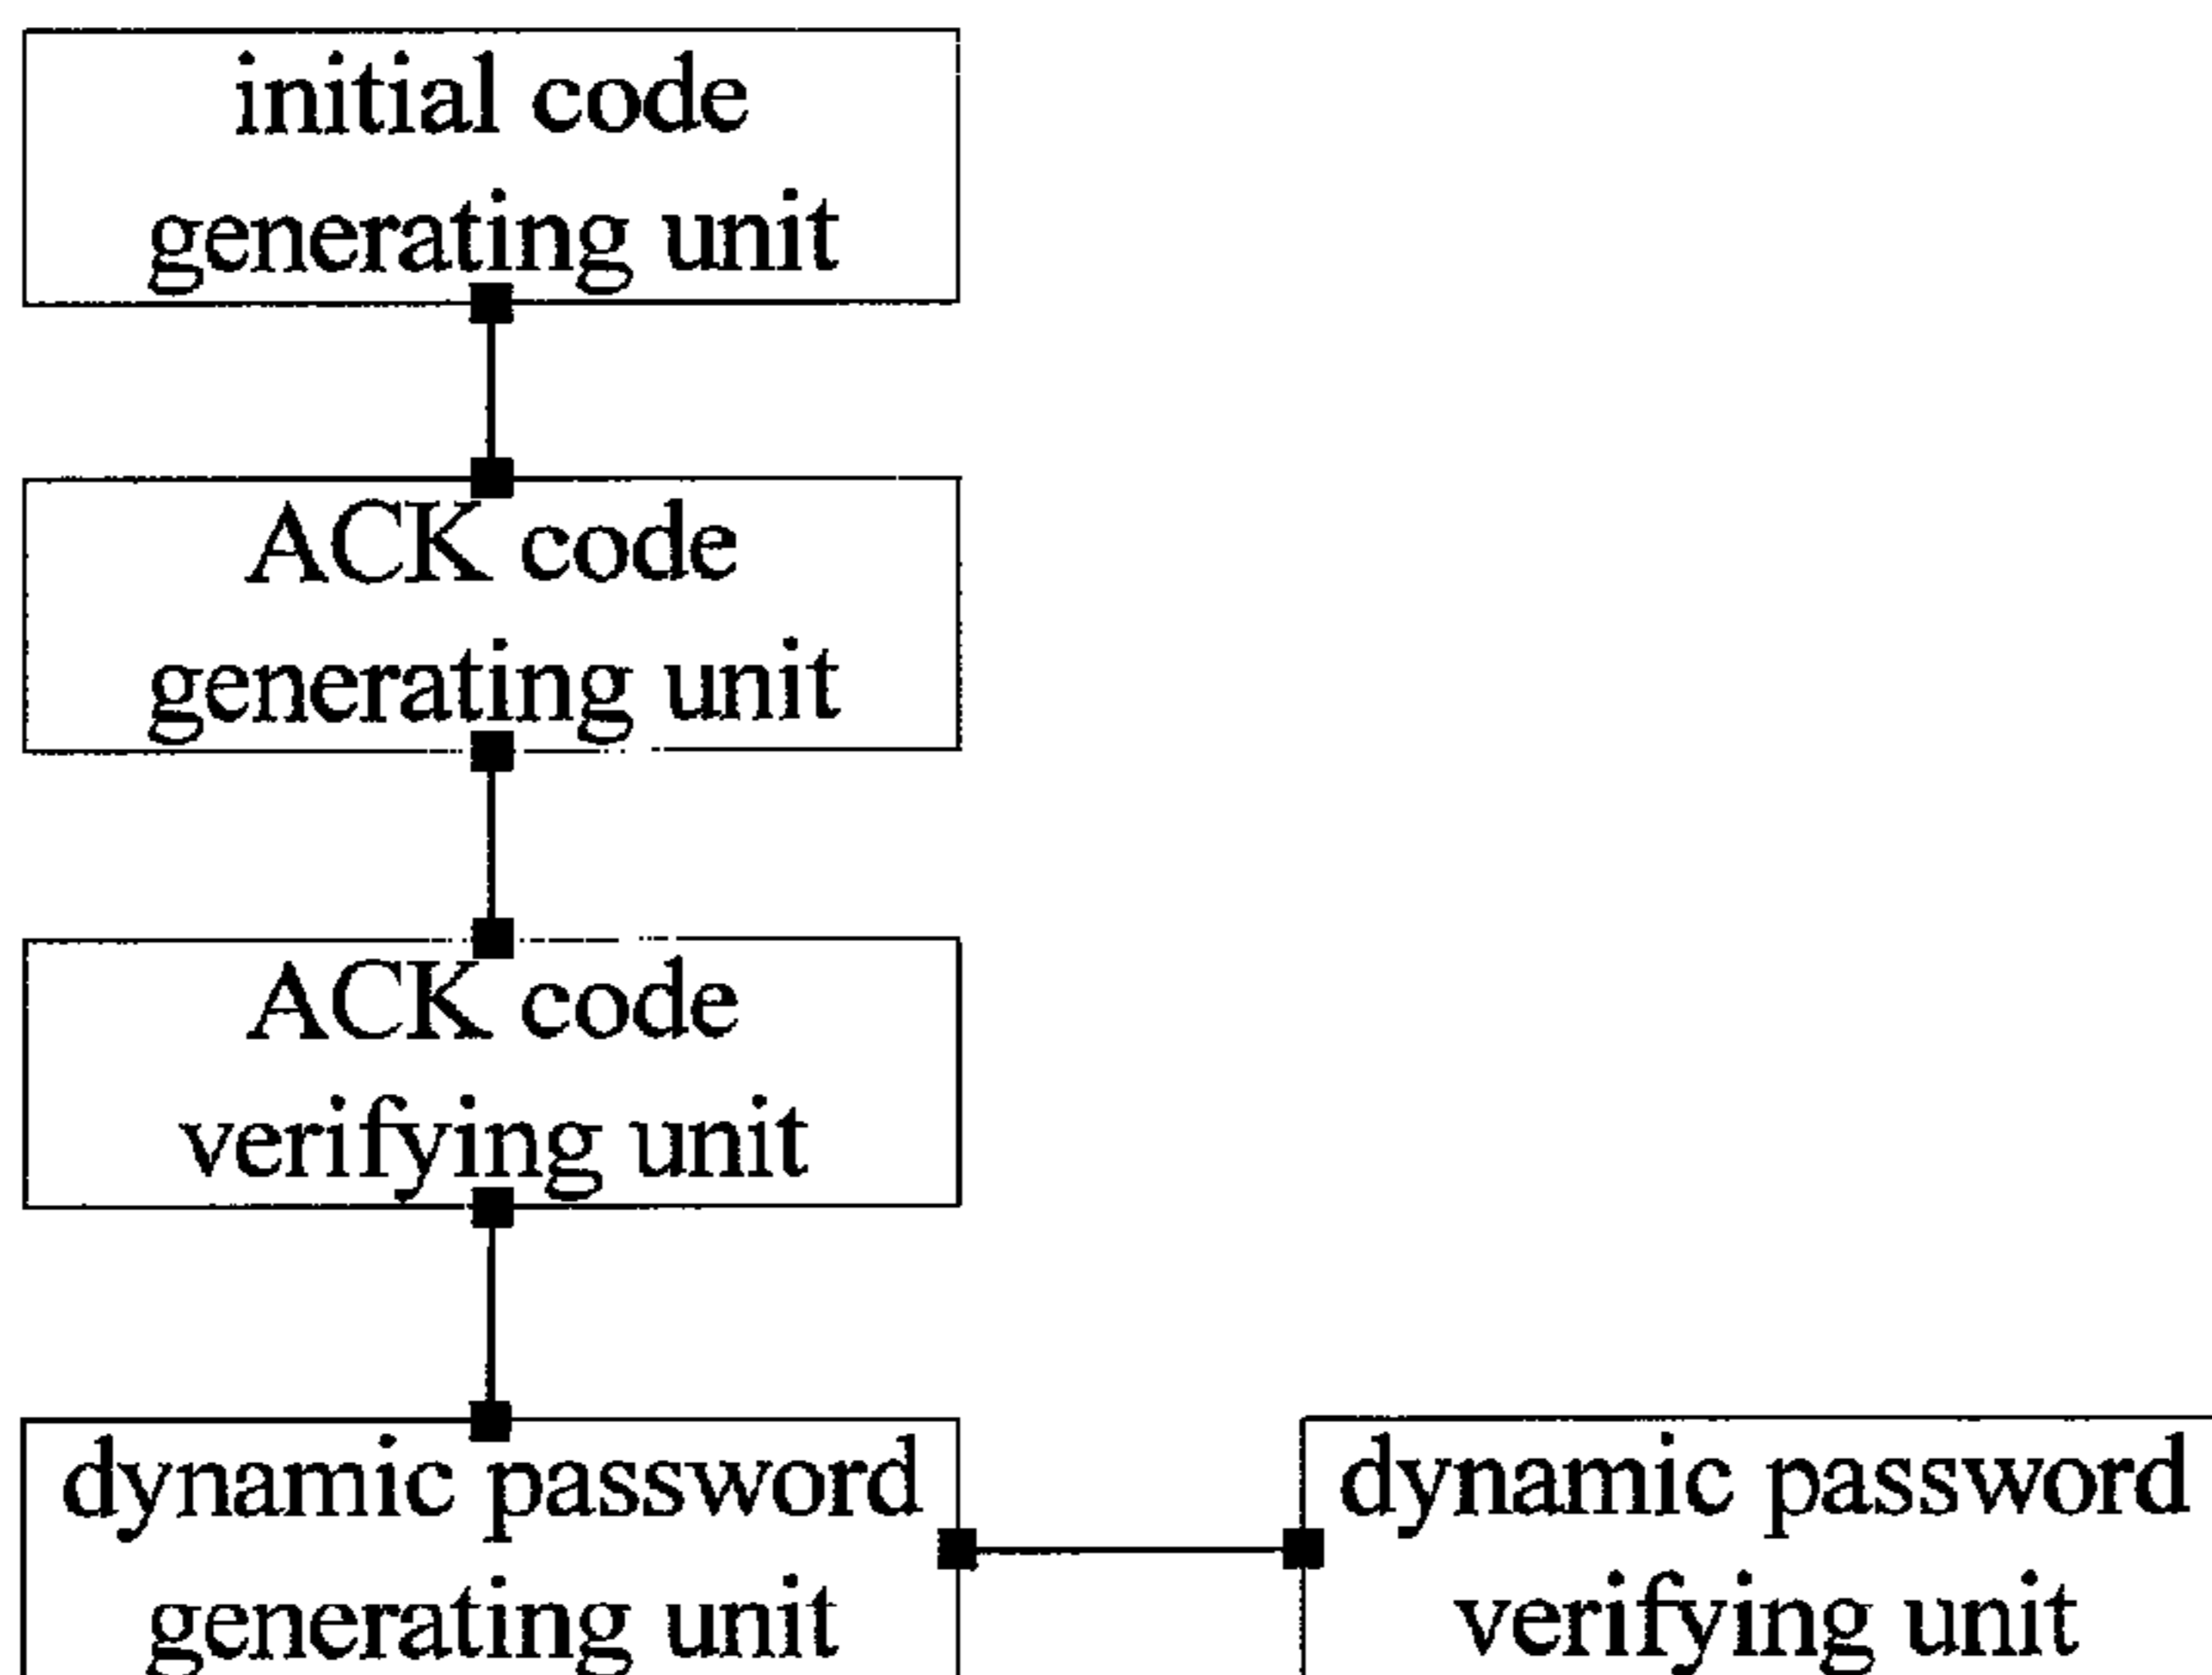 initial code
generating unit
ACK code
generating unit
ACK code
verifying unit
dynamic password
generating unit
dynamic password
verifying unit